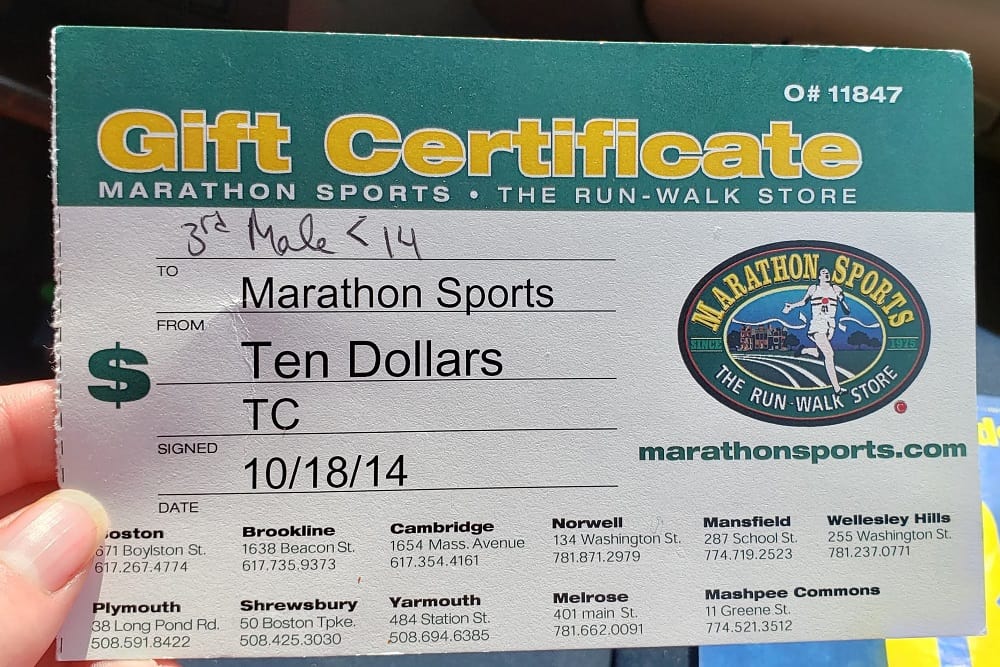 O# 11847
Gift Certificate
MARATHON SPORTS • THE RUN-WALK STORE
3rd Male < 14
TO
Marathon Sports
FROM
$ Ten Dollars
TC
SIGNED
10/18/14
DATE
MARATHON SPORTS
SINCE 1975
THE RUN-WALK STORE
marathonsports.com
Boston
671 Boylston St.
617.267.4774
Brookline
1638 Beacon St.
617.735.9373
Cambridge
1654 Mass. Avenue
617.354.4161
Norwell
134 Washington St.
781.871.2979
Mansfield
287 School St.
774.719.2523
Wellesley Hills
255 Washington St.
781.237.0771
Plymouth
38 Long Pond Rd.
508.591.8422
Shrewsbury
50 Boston Tpke.
508.425.3030
Yarmouth
484 Station St.
508.694.6385
Melrose
401 main St.
781.662.0091
Mashpee Commons
11 Greene St.
774.521.3512